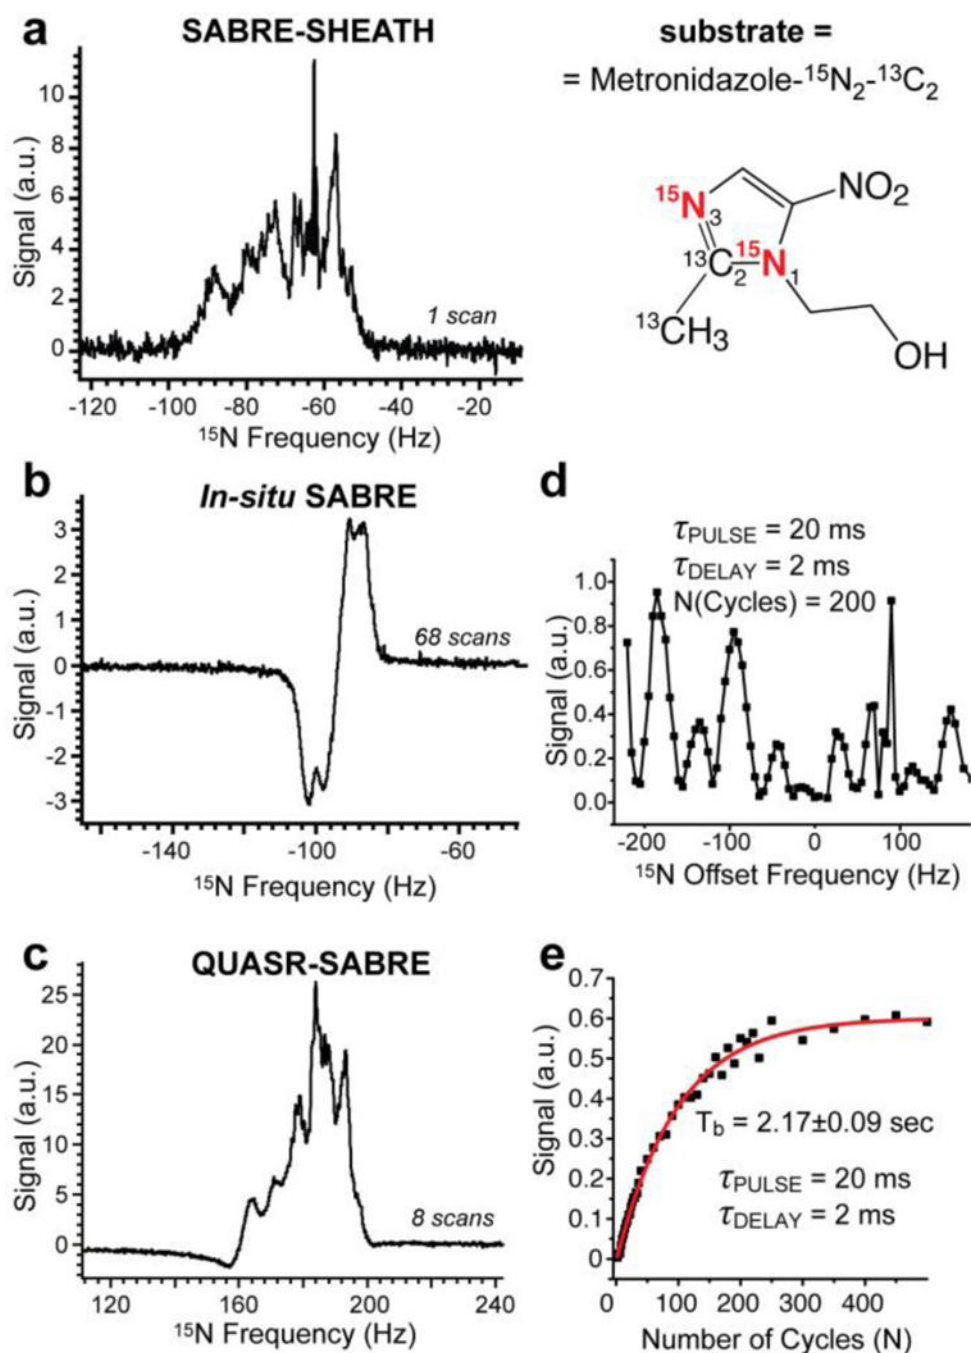 a
SABRE-SHEATH
Signal (a.u.)
10
8
6
4
2
0
1 scan
-120 -100 -80 -60 -40 -20
¹⁵N Frequency (Hz)
substrate =
= Metronidazole-¹⁵N₂-¹³C₂
¹⁵N
3
NO₂
¹³C
2
¹⁵N
1
¹³CH₃
OH
b
In-situ SABRE
Signal (a.u.)
3
2
1
0
-1
-2
-3
68 scans
-140 -100 -60
¹⁵N Frequency (Hz)
d
τPULSE = 20 ms
τDELAY = 2 ms
N(Cycles) = 200
Signal (a.u.)
1.0
0.8
0.6
0.4
0.2
0.0
-200 -100 0 100
¹⁵N Offset Frequency (Hz)
c
QUASR-SABRE
Signal (a.u.)
25
20
15
10
5
0
8 scans
120 160 200 240
¹⁵N Frequency (Hz)
e
Signal (a.u.)
0.7
0.6
0.5
0.4
0.3
0.2
0.1
0
T_b = 2.17±0.09 sec
τPULSE = 20 ms
τDELAY = 2 ms
0 100 200 300 400
Number of Cycles (N)